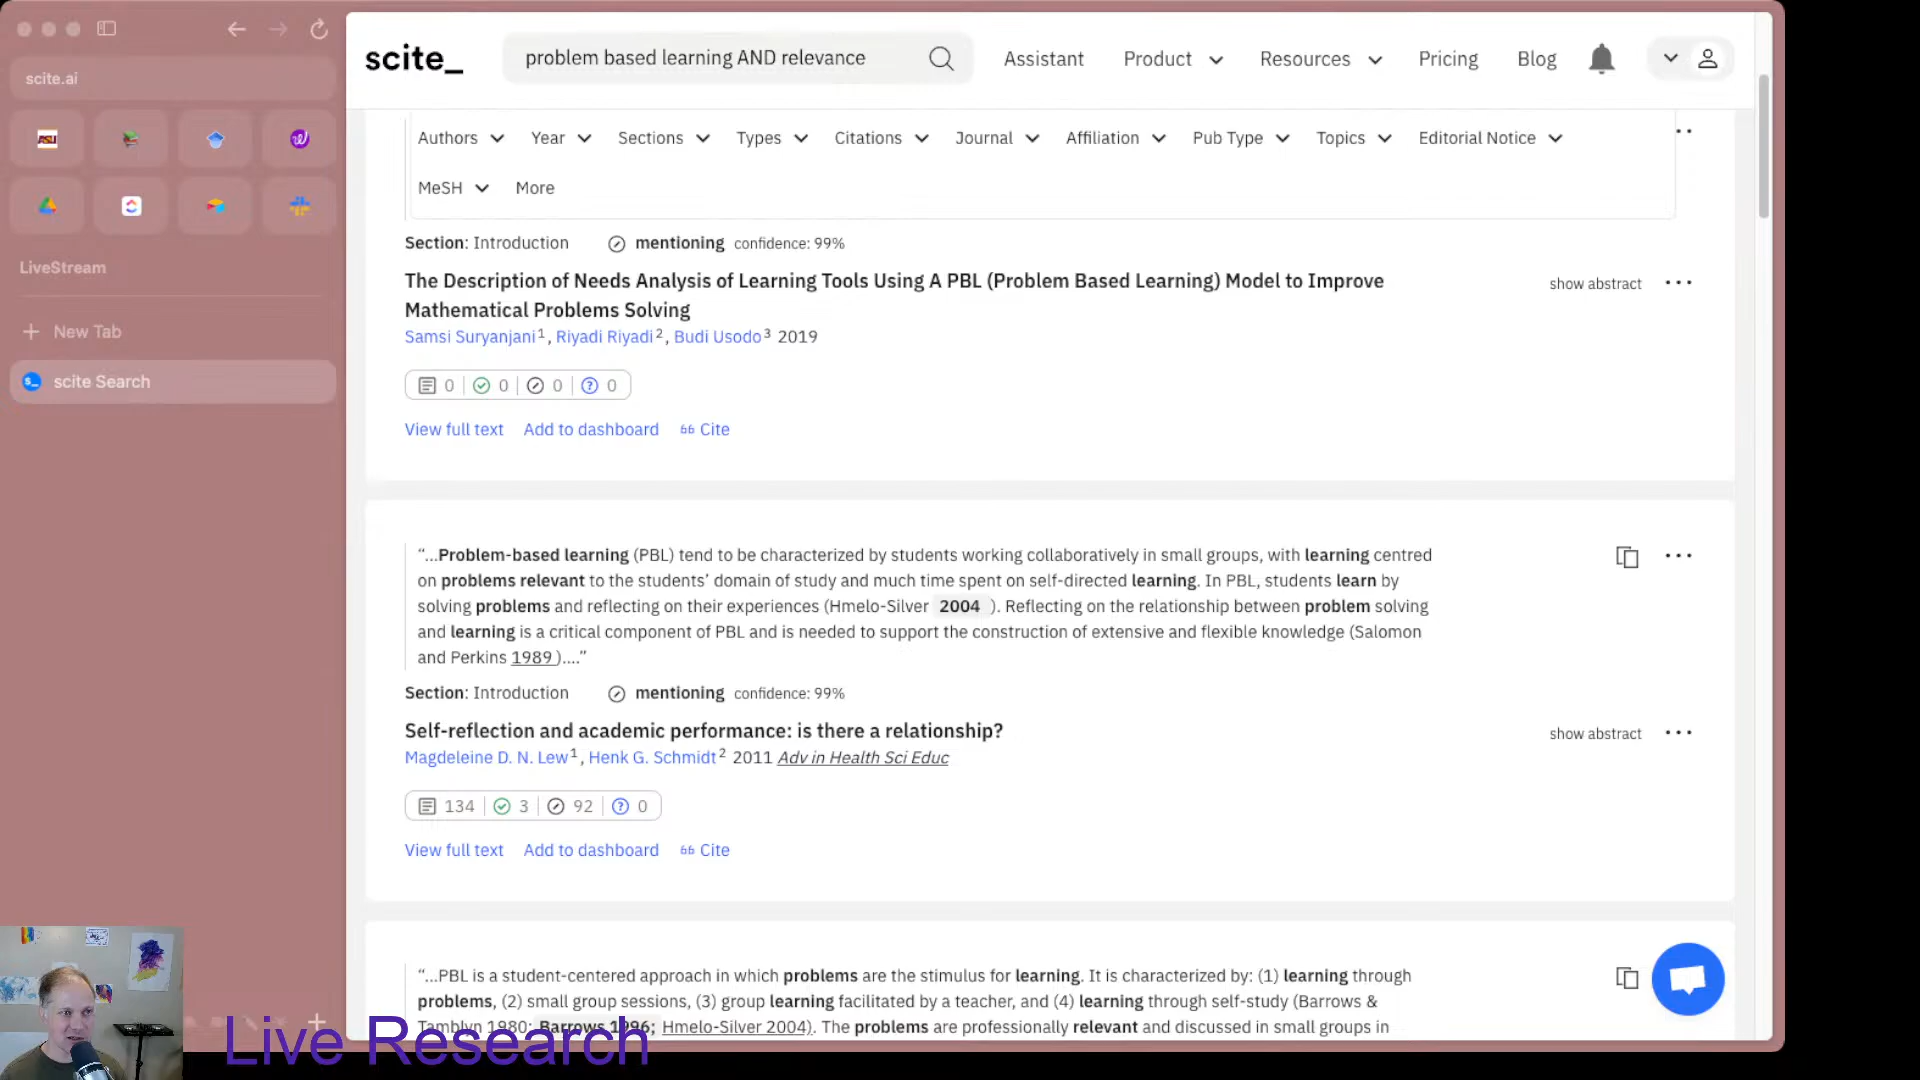 scite_
problem based learning AND relevance
Assistant
Product
Resources
Pricing
Blog
scite.ai
LiveStream
New Tab
scite Search
Authors Year Sections Types Citations Journal Affiliation Pub Type Topics Editorial Notice
MeSH More
Section: Introduction mentioning confidence: 99%
The Description of Needs Analysis of Learning Tools Using A PBL (Problem Based Learning) Model to Improve
Mathematical Problems Solving
show abstract
Samsi Suryanjani1, Riyadi Riyadi2, Budi Usodo3 2019
0 0 0 0
View full text Add to dashboard Cite
“...Problem-based learning (PBL) tend to be characterized by students working collaboratively in small groups, with learning centred
on problems relevant to the students’ domain of study and much time spent on self-directed learning. In PBL, students learn by
solving problems and reflecting on their experiences (Hmelo-Silver 2004 ). Reflecting on the relationship between problem solving
and learning is a critical component of PBL and is needed to support the construction of extensive and flexible knowledge (Salomon
and Perkins 1989 )....”
Section: Introduction mentioning confidence: 99%
Self-reflection and academic performance: is there a relationship?
show abstract
Magdeleine D. N. Lew1, Henk G. Schmidt2 2011 Adv in Health Sci Educ
134 3 92 0
View full text Add to dashboard Cite
“...PBL is a student-centered approach in which problems are the stimulus for learning. It is characterized by: (1) learning through
problems, (2) small group sessions, (3) group learning facilitated by a teacher, and (4) learning through self-study (Barrows &
Tamblyn 1980; Barrows 1996; Hmelo-Silver 2004). The problems are professionally relevant and discussed in small groups in
Live Research